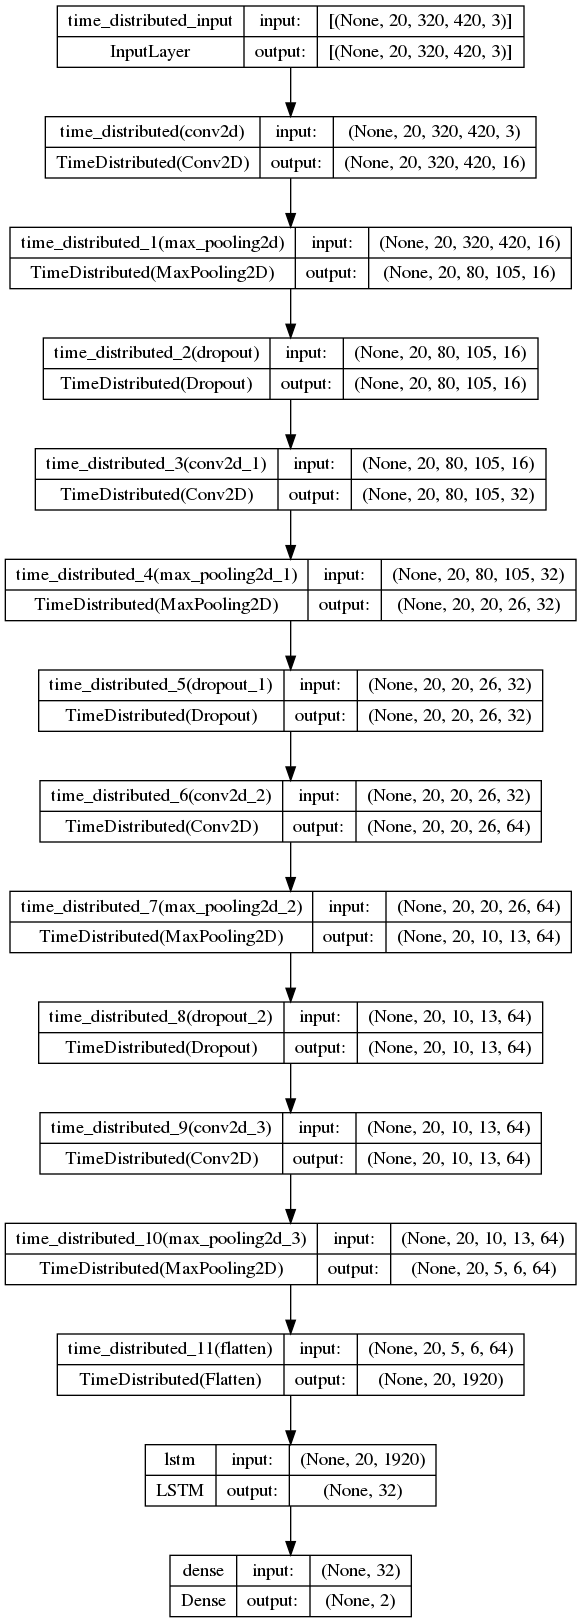 time_distributed_input input: [(None, 20, 320, 420, 3)]
InputLayer output: [(None, 20, 320, 420, 3)]
time_distributed(conv2d) input: (None, 20, 320, 420, 3)
TimeDistributed(Conv2D) output: (None, 20, 320, 420, 16)
time_distributed_1(max_pooling2d) input: (None, 20, 320, 420, 16)
TimeDistributed(MaxPooling2D) output: (None, 20, 80, 105, 16)
time_distributed_2(dropout) input: (None, 20, 80, 105, 16)
TimeDistributed(Dropout) output: (None, 20, 80, 105, 16)
time_distributed_3(conv2d_1) input: (None, 20, 80, 105, 16)
TimeDistributed(Conv2D) output: (None, 20, 80, 105, 32)
time_distributed_4(max_pooling2d_1) input: (None, 20, 80, 105, 32)
TimeDistributed(MaxPooling2D) output: (None, 20, 20, 26, 32)
time_distributed_5(dropout_1) input: (None, 20, 20, 26, 32)
TimeDistributed(Dropout) output: (None, 20, 20, 26, 32)
time_distributed_6(conv2d_2) input: (None, 20, 20, 26, 32)
TimeDistributed(Conv2D) output: (None, 20, 20, 26, 64)
time_distributed_7(max_pooling2d_2) input: (None, 20, 20, 26, 64)
TimeDistributed(MaxPooling2D) output: (None, 20, 10, 13, 64)
time_distributed_8(dropout_2) input: (None, 20, 10, 13, 64)
TimeDistributed(Dropout) output: (None, 20, 10, 13, 64)
time_distributed_9(conv2d_3) input: (None, 20, 10, 13, 64)
TimeDistributed(Conv2D) output: (None, 20, 10, 13, 64)
time_distributed_10(max_pooling2d_3) input: (None, 20, 10, 13, 64)
TimeDistributed(MaxPooling2D) output: (None, 20, 5, 6, 64)
time_distributed_11(flatten) input: (None, 20, 5, 6, 64)
TimeDistributed(Flatten) output: (None, 20, 1920)
lstm input: (None, 20, 1920)
LSTM output: (None, 32)
dense input: (None, 32)
Dense output: (None, 2)